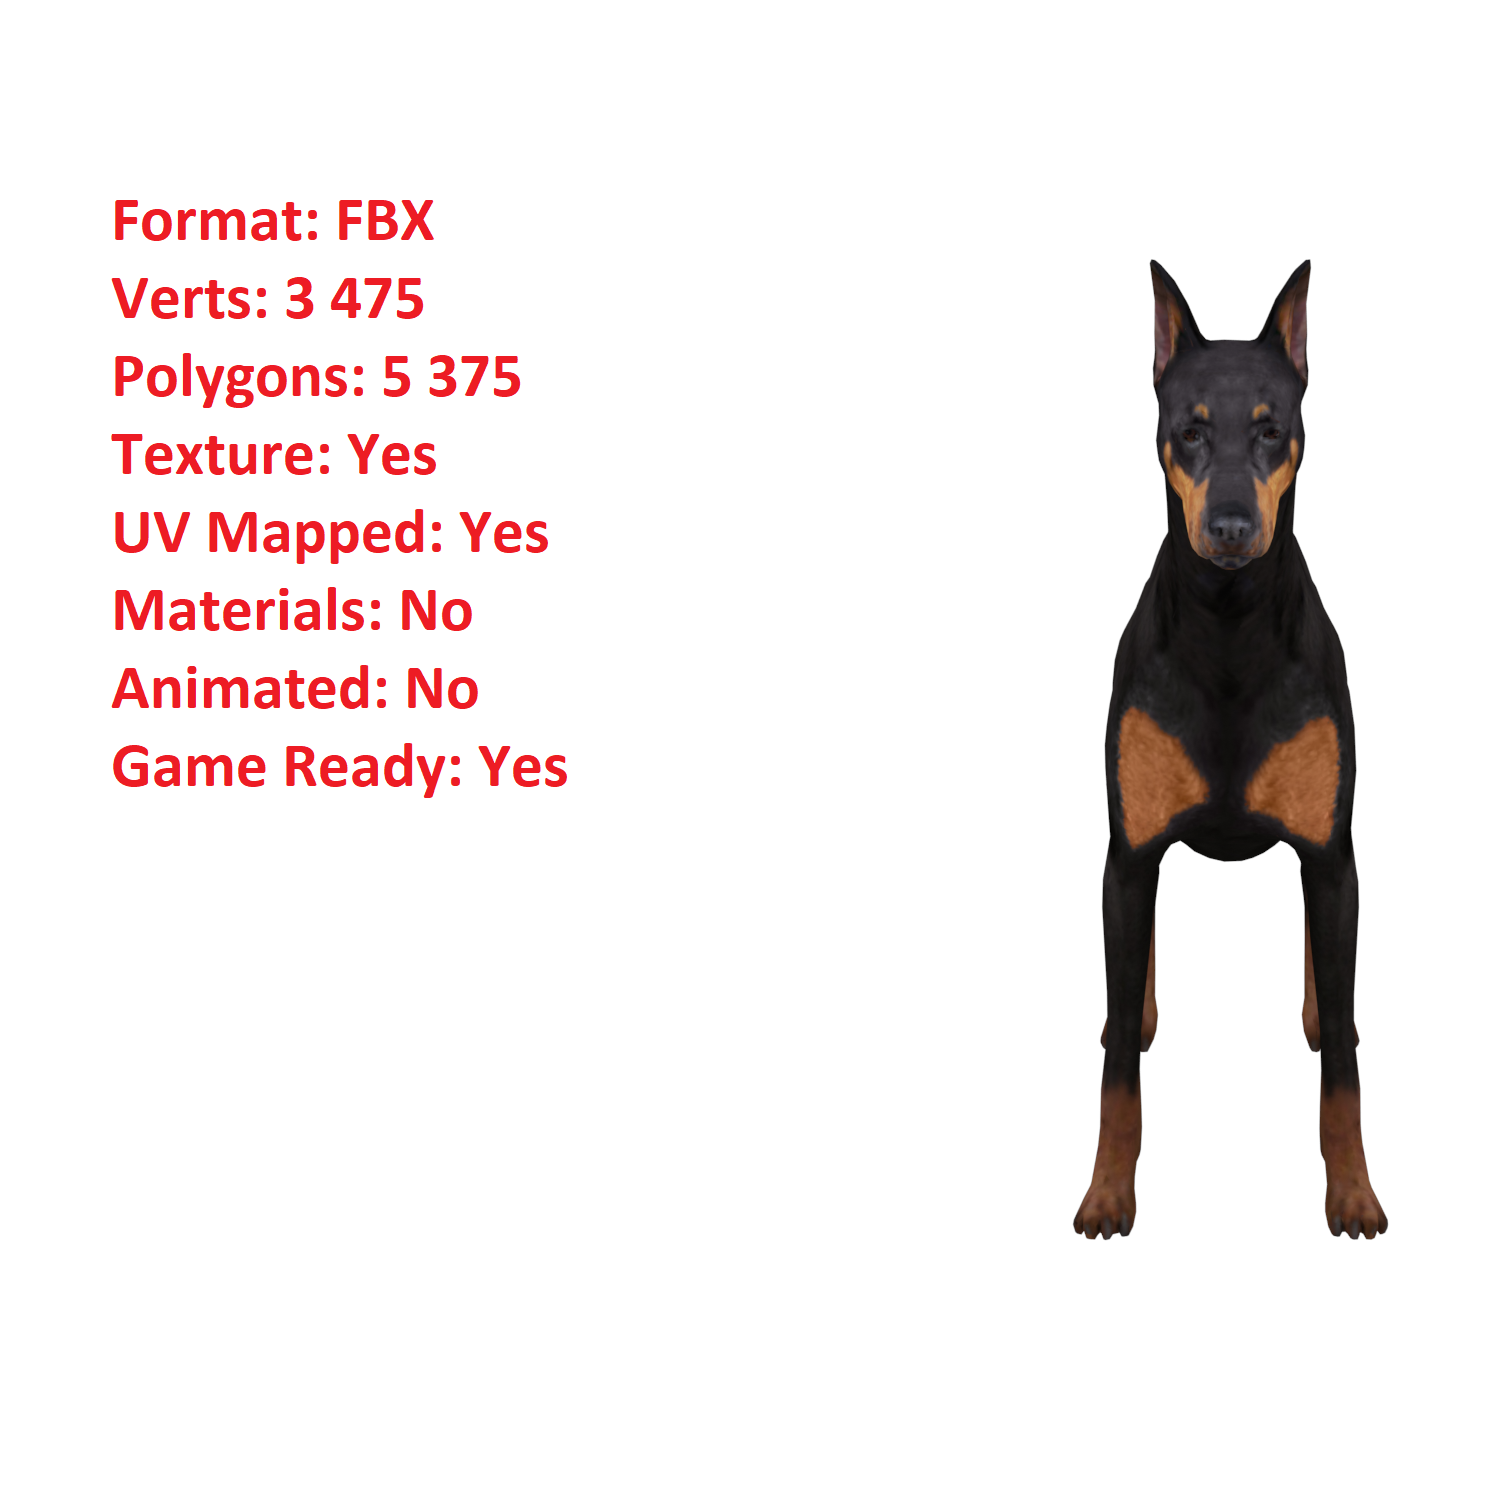 Format: FBX
Verts: 3 475
Polygons: 5 375
Texture: Yes
UV Mapped: Yes
Materials: No
Animated: No
Game Ready: Yes